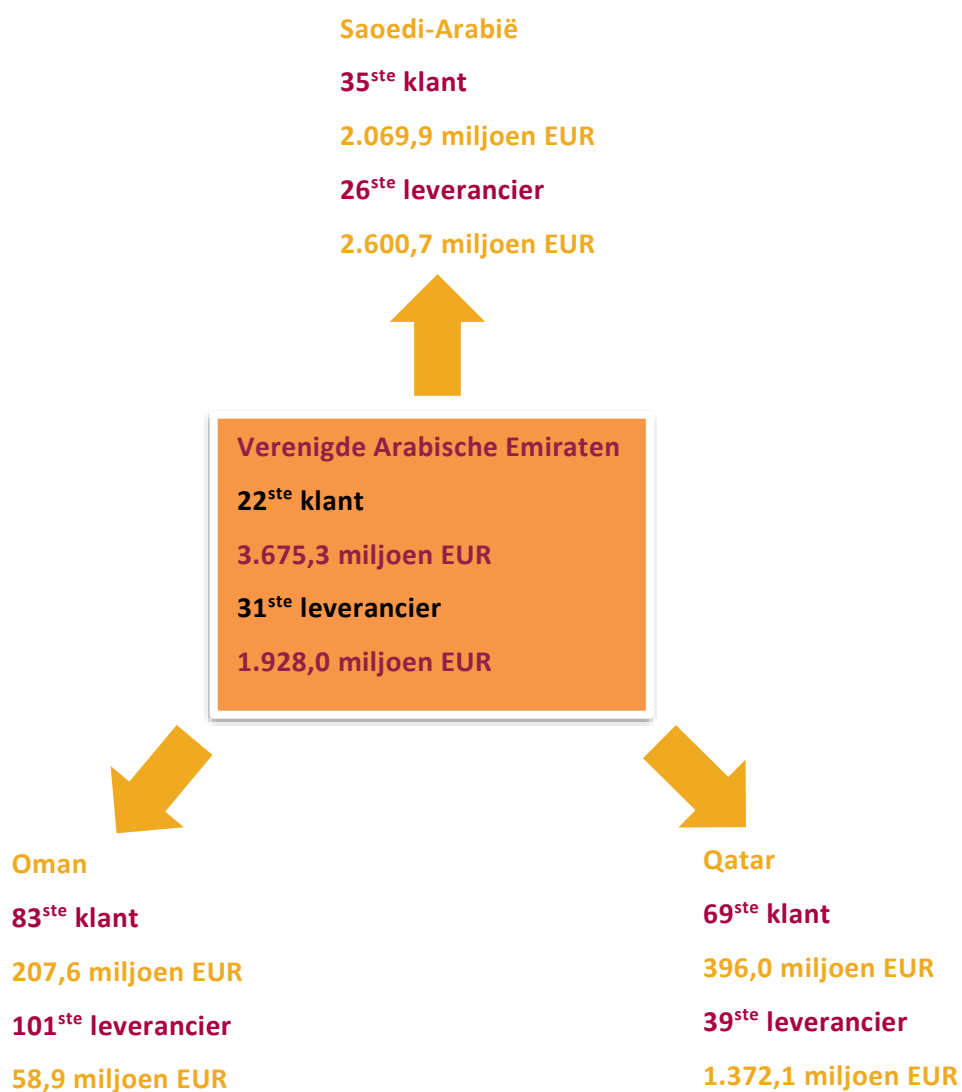 Saoedi-Arabië
35ste klant
2.069,9 miljoen EUR
26ste leverancier
2.600,7 miljoen EUR
Verenigde Arabische Emiraten
22ste klant
3.675,3 miljoen EUR
31ste leverancier
1.928,0 miljoen EUR
Oman
83ste klant
207,6 miljoen EUR
101ste leverancier
58,9 miljoen EUR
Qatar
69ste klant
396,0 miljoen EUR
39ste leverancier
1.372,1 miljoen EUR